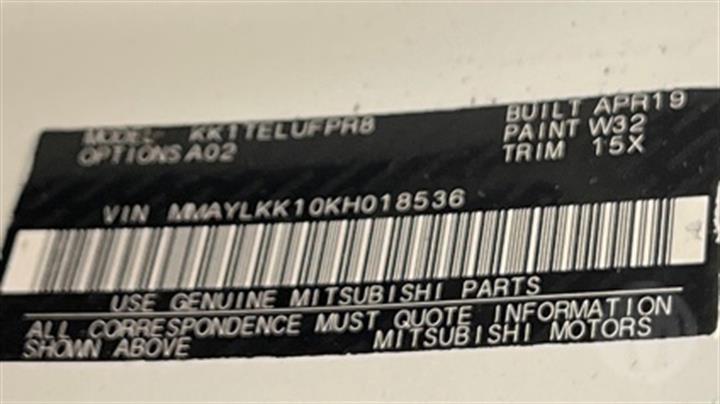 MODEL KK1TELUFPR8 BUILT APR19
OPTIONS A02 PAINT W32
TRIM 15X
VIN MMAYLKK10KH018536
USE GENUINE MITSUBISHI PARTS
ALL CORRESPONDENCE MUST QUOTE INFORMATION
SHOWN ABOVE MITSUBISHI MOTORS